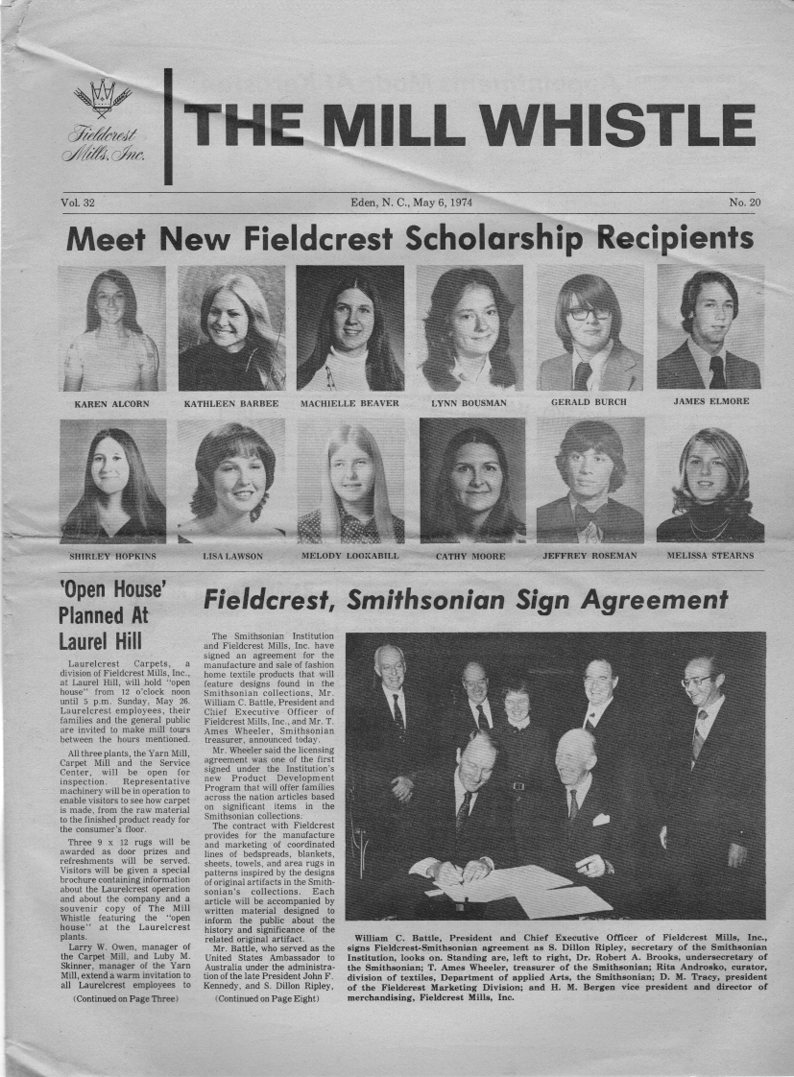 Fieldcrest
Mills, Inc.
THE MILL WHISTLE
Vol. 32
Eden, N. C., May 6, 1974
No. 20
Meet New Fieldcrest Scholarship Recipients
KAREN ALCORN
KATHLEEN BARBEE
MACHIELLE BEAVER
LYNN BOUSMAN
GERALD BURCH
JAMES ELMORE
SHIRLEY HOPKINS
LISA LAWSON
MELODY LOOKABILL
CATHY MOORE
JEFFREY ROSEMAN
MELISSA STEARNS
'Open House'
Planned At
Laurel Hill
Laurelcrest Carpets, a
division of Fieldcrest Mills, Inc.,
at Laurel Hill, will hold "open
house" from 12 o'clock noon
until 5 p.m. Sunday, May 26.
Laurelcrest employees, their
families and the general public
are invited to make mill tours
between the hours mentioned.
All three plants, the Yarn Mill,
Carpet Mill and the Service
Center, will be open for
inspection. Representative
machinery will be in operation to
enable visitors to see how carpet
is made, from the raw material
to the finished product ready for
the consumer's floor.
Three 9 x 12 rugs will be
awarded as door prizes and
refreshments will be served.
Visitors will be given a special
brochure containing information
about the Laurelcrest operation
and about the company and a
souvenir copy of The Mill
Whistle featuring the "open
house" at the Laurelcrest
plants.
Larry W. Owen, manager of
the Carpet Mill, and Luby M.
Skinner, manager of the Yarn
Mill, extend a warm invitation to
all Laurelcrest employees to
(Continued on Page Three)
Fieldcrest, Smithsonian Sign Agreement
The Smithsonian Institution
and Fieldcrest Mills, Inc. have
signed an agreement for the
manufacture and sale of fashion
home textile products that will
feature designs found in the
Smithsonian collections, Mr.
William C. Battle, President and
Chief Executive Officer of
Fieldcrest Mills, Inc., and Mr. T.
Ames Wheeler, Smithsonian
treasurer, announced today.
Mr. Wheeler said the licensing
agreement was one of the first
signed under the Institution's
new Product Development
Program that will offer families
across the nation articles based
on significant items in the
Smithsonian collections.
The contract with Fieldcrest
provides for the manufacture
and marketing of coordinated
lines of bedspreads, blankets,
sheets, towels, and area rugs in
patterns inspired by the designs
of original artifacts in the Smith-
sonian's collections. Each
article will be accompanied by
written material designed to
inform the public about the
history and significance of the
related original artifact.
Mr. Battle, who served as the
United States Ambassador to
Australia under the administra-
tion of the late President John F.
Kennedy, and S. Dillon Ripley,
(Continued on Page Eight)
William C. Battle, President and Chief Executive Officer of Fieldcrest Mills, Inc.,
signs Fieldcrest-Smithsonian agreement as S. Dillon Ripley, secretary of the Smithsonian
Institution, looks on. Standing are, left to right, Dr. Robert A. Brooks, undersecretary of
the Smithsonian; T. Ames Wheeler, treasurer of the Smithsonian; Rita Androsko, curator,
division of textiles, Department of applied Arts, the Smithsonian; D. M. Tracy, president
of the Fieldcrest Marketing Division; and H. M. Bergen vice president and director of
merchandising, Fieldcrest Mills, Inc.